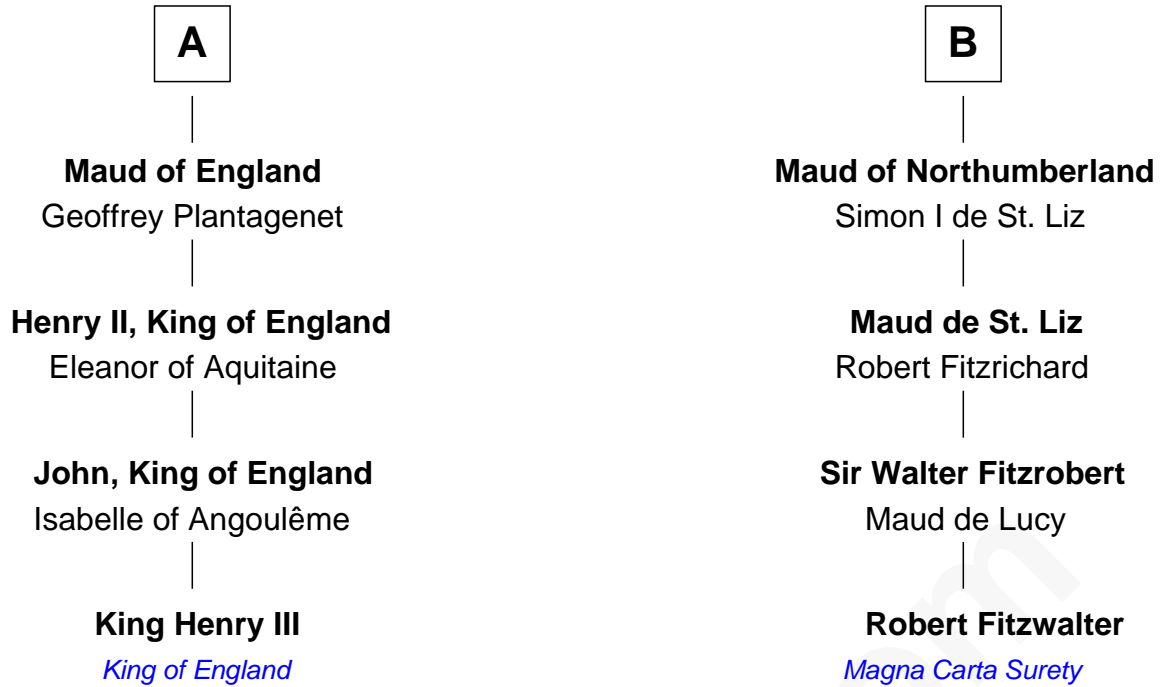 A
Maud of England
Geoffrey Plantagenet
Henry II, King of England
Eleanor of Aquitaine
John, King of England
Isabelle of Angoulême
King Henry III
King of England
B
Maud of Northumberland
Simon I de St. Liz
Maud de St. Liz
Robert Fitzrichard
Sir Walter Fitzrobert
Maud de Lucy
Robert Fitzwalter
Magna Carta Surety